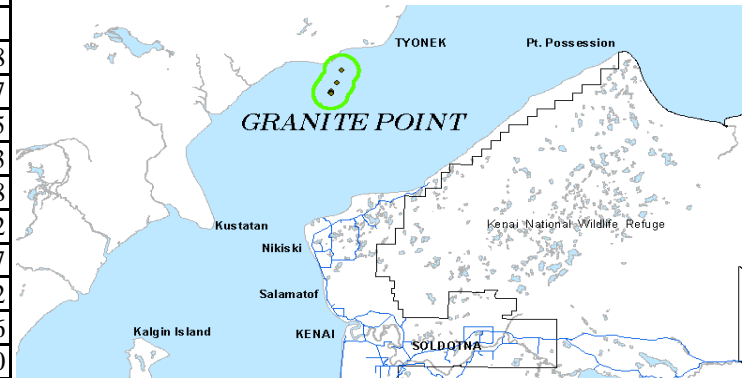 TYONEK
Pt. Possession
GRANITE POINT
Kustatan
Kenai National Wildlife Refuge
Nikiski
Salamatof
Kalgin Island
KENAI
SOLDOTNA